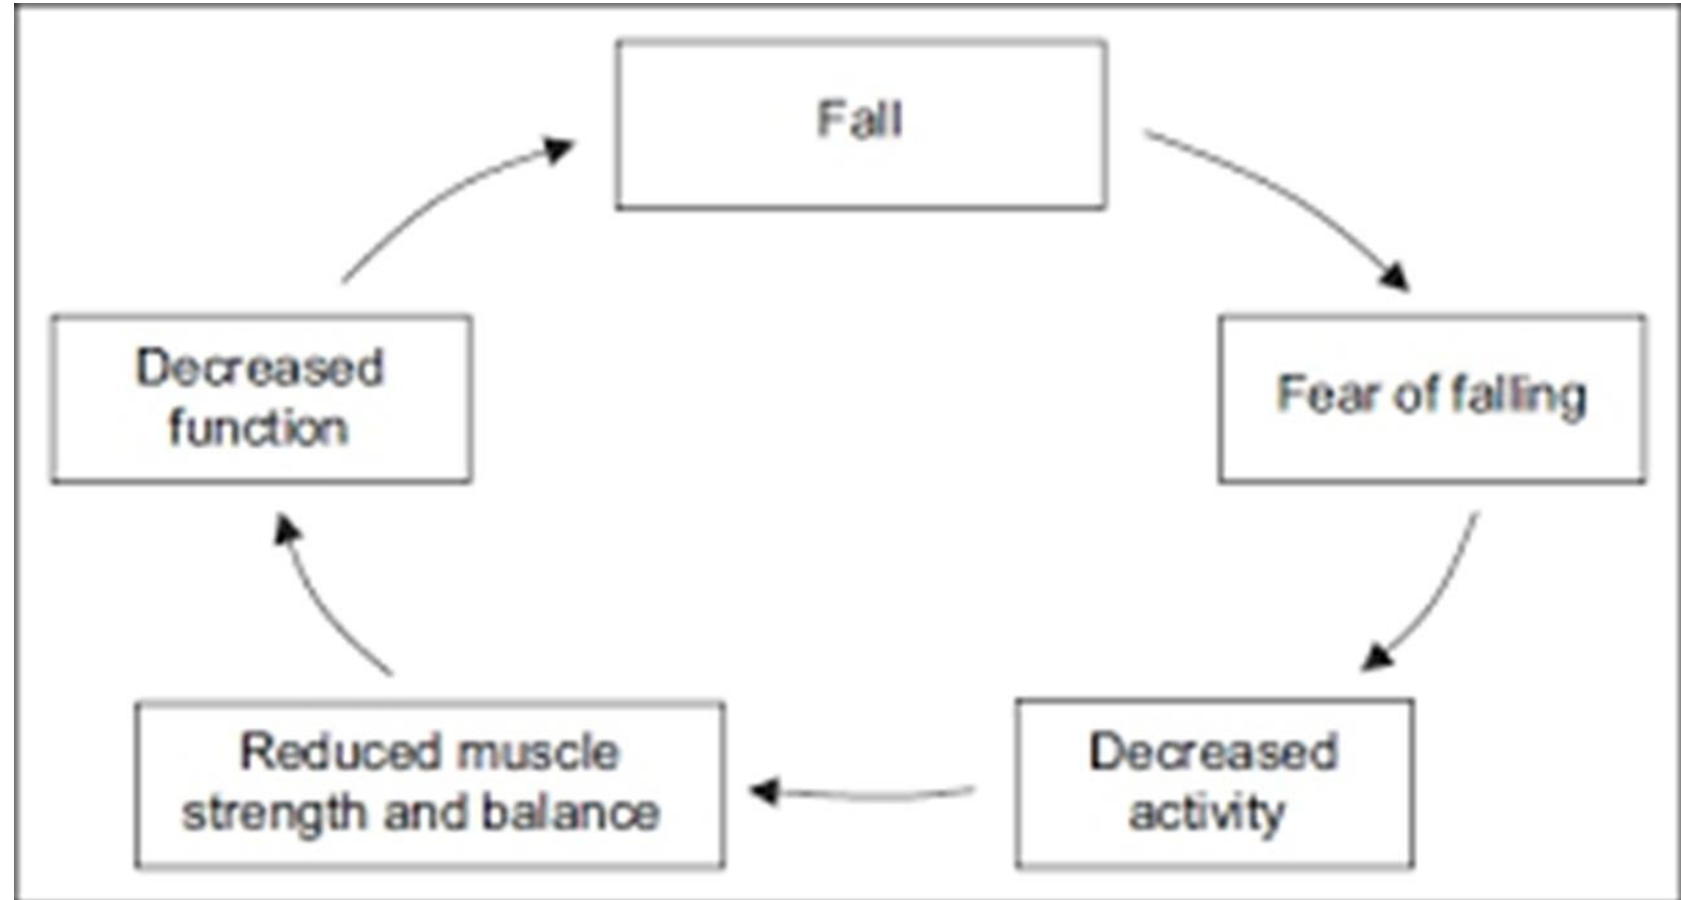 Fall
Fear of falling
Decreased
activity
Reduced muscle
strength and balance
Decreased
function